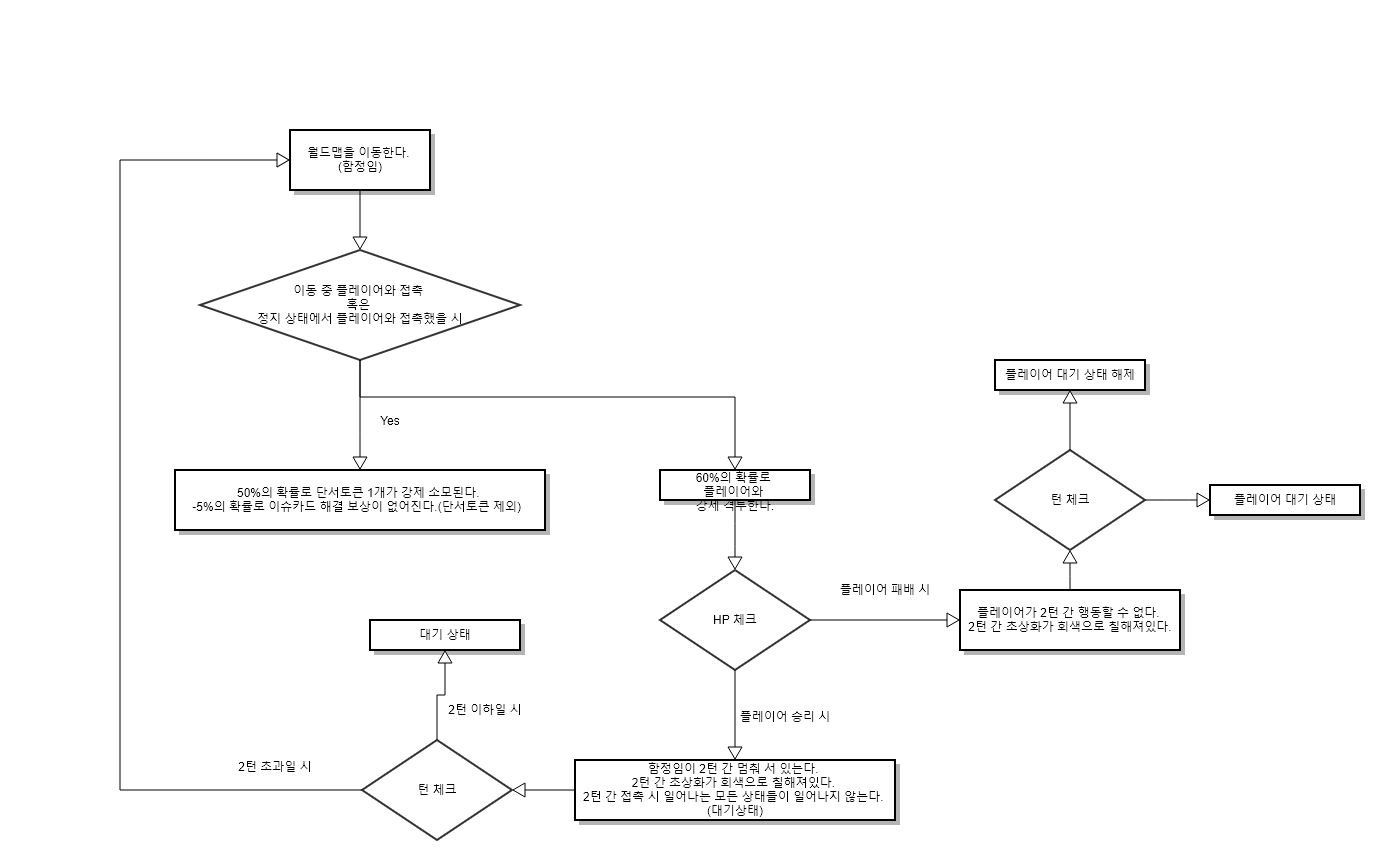 월드맵을 이동한다.
(함정임)
이동 중 플레이어와 접촉
혹은
정지 상태에서 플레이어와 접촉했을 시
Yes
50%의 확률로 단서토큰 1개가 강제 소모된다.
-5%의 확률로 이슈카드 해결 보상이 없어진다.(단서토큰 제외)
60%의 확률로
플레이어와
강제 격투한다.
플레이어 대기 상태 해제
턴 체크
플레이어 대기 상태
HP 체크
플레이어 패배 시
플레이어가 2턴 간 행동할 수 없다.
2턴 간 초상화가 회색으로 칠해져있다.
플레이어 승리 시
대기 상태
2턴 이하일 시
2턴 초과일 시
턴 체크
함정임이 2턴 간 멈춰 서 있는다.
2턴 간 초상화가 회색으로 칠해져있다.
2턴 간 접촉 시 일어나는 모든 상태들이 일어나지 않는다.
(대기상태)